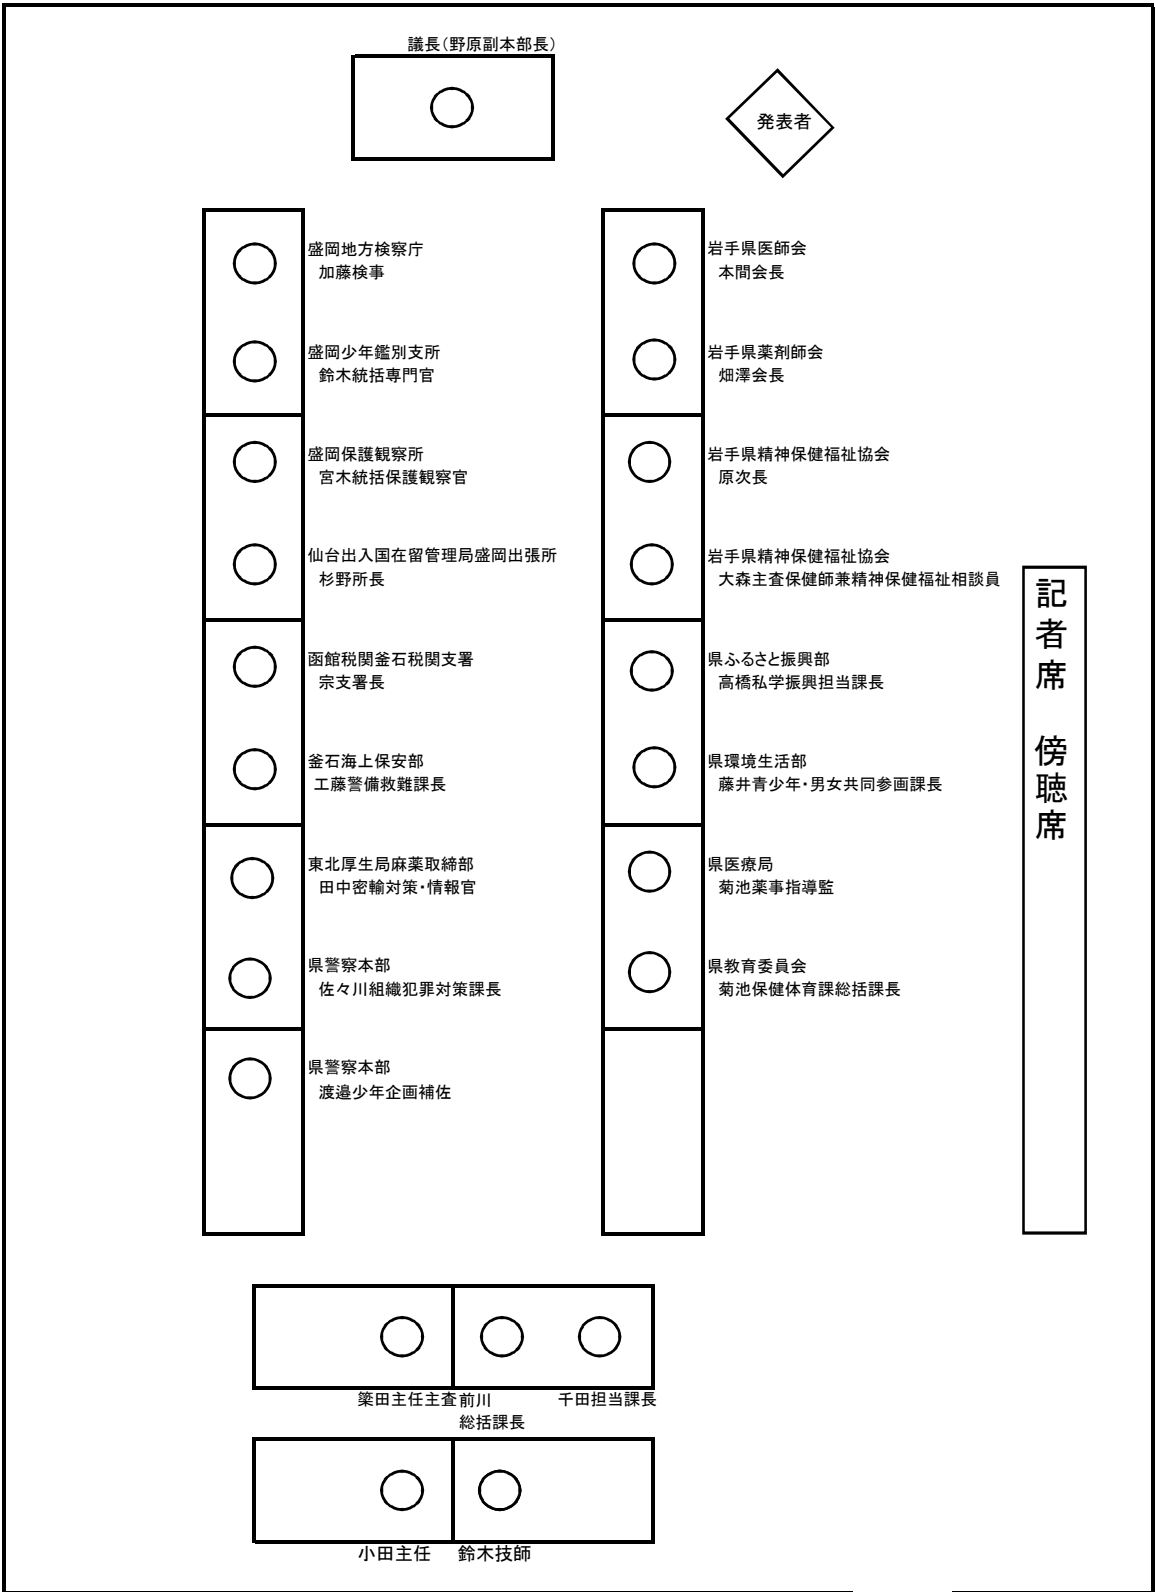 議長（野原副本部長）
発表者
盛岡地方検察庁
加藤検事
盛岡少年鑑別支所
鈴木統括専門官
盛岡保護観察所
宮木統括保護観察官
仙台出入国在留管理局盛岡出張所
杉野所長
函館税関釜石税関支署
宗支署長
釜石海上保安部
工藤警備救難課長
東北厚生局麻薬取締部
田中密輸対策・情報官
県警察本部
佐々川組織犯罪対策課長
県警察本部
渡邉少年企画補佐
岩手県医師会
本間会長
岩手県薬剤師会
畑澤会長
岩手県精神保健福祉協会
原次長
岩手県精神保健福祉協会
大森主査保健師兼精神保健福祉相談員
県ふるさと振興部
高橋私学振興担当課長
県環境生活部
藤井青少年・男女共同参画課長
県医療局
菊池薬事指導監
県教育委員会
菊池保健体育課総括課長
記者席　傍聴席
簗田主任主査
前川
総括課長
千田担当課長
小田主任
鈴木技師